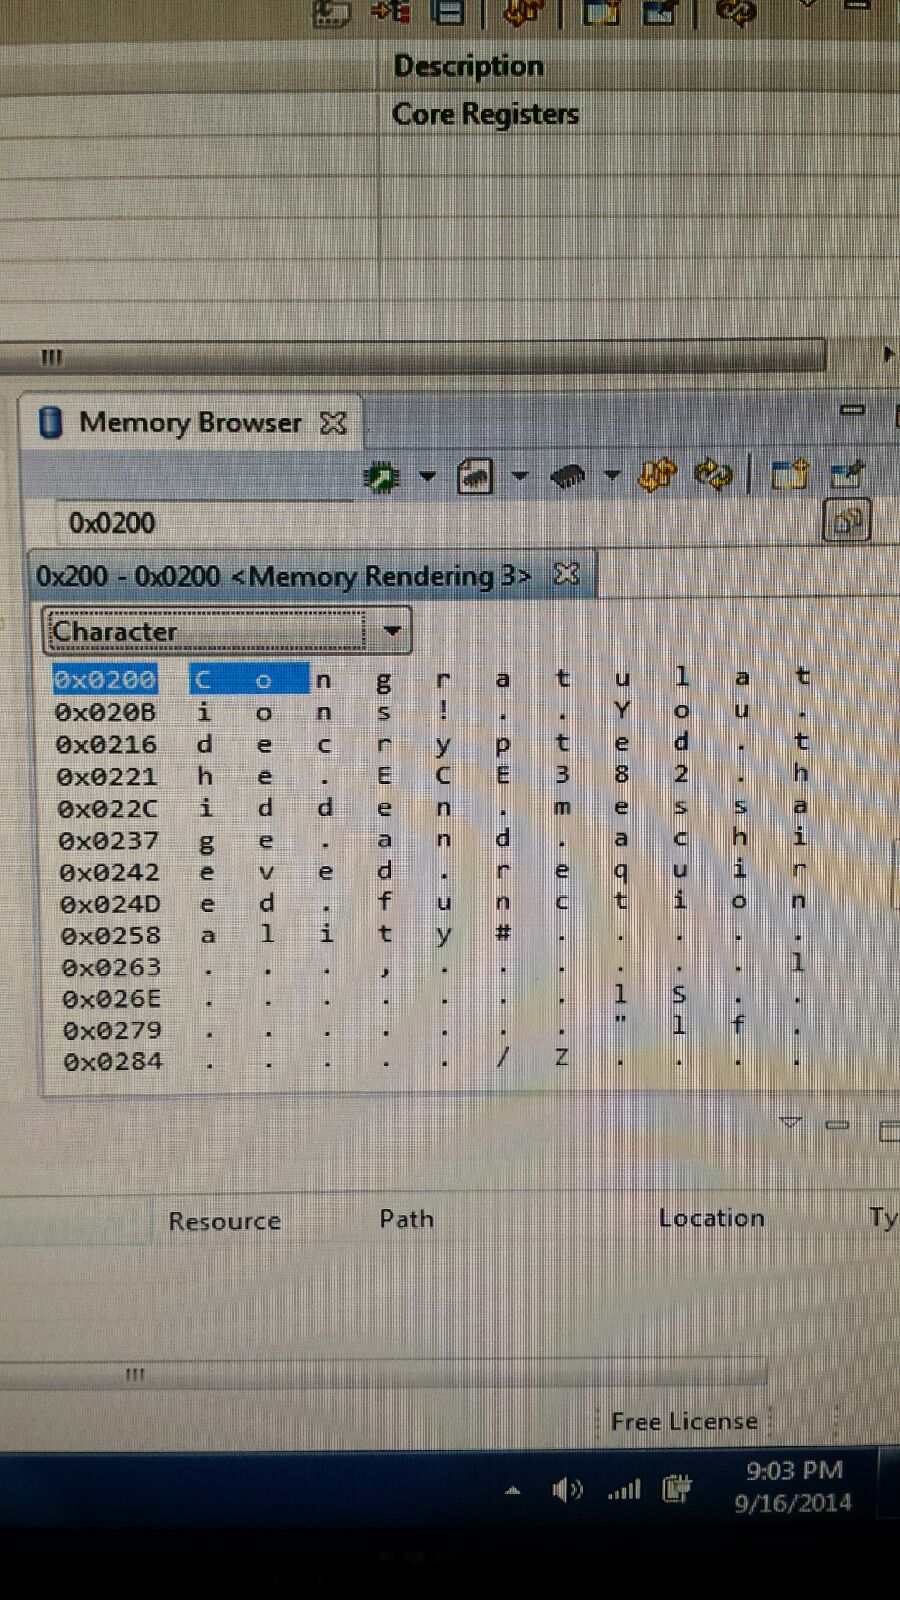 Description
Core Registers
Memory Browser
0x0200
0x200 - 0x0200 <Memory Rendering 3>
Character
0x0200 C o n g r a t u l a t
0x020B i o n s ! . . Y o u .
0x0216 d e c r y p t e d . t
0x0221 h e . E C E 3 8 2 . h
0x022C i d d e n . m e s s a
0x0237 g e . a n d . a c h i
0x0242 e v e d . r e q u i r
0x024D e d . f u n c t i o n
0x0258 a l i t y # . . . . .
0x0263 . . . , . . . . . . l
0x026E . . . . . . . l S . .
0x0279 . . . . . . . " l f .
0x0284 . . . . . / Z . . . .
Resource Path Location Ty
Free License
9:03 PM
9/16/2014